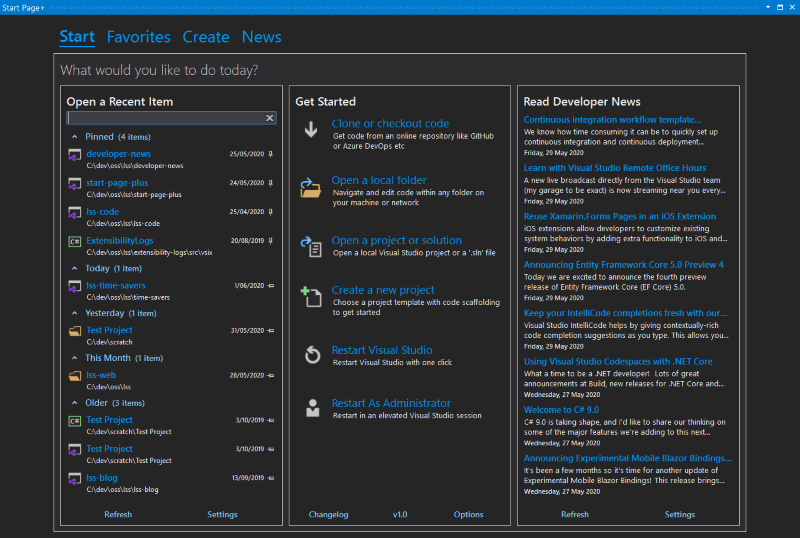 Start Page+
Start Favorites Create News
What would you like to do today?
Open a Recent Item
Pinned (4 items)
developer-news 25/05/2020
C:\dev\oss\lss\developer-news
start-page-plus 24/05/2020
C:\dev\oss\lss\start-page-plus
lss-code 25/04/2020
C:\dev\oss\lss\lss-code
ExtensibilityLogs 20/08/2019
C:\dev\oss\lss\extensibility-logs\src\vsix
Today (1 item)
lss-time-savers 1/06/2020
C:\dev\oss\lss\time-savers
Yesterday (1 item)
Test Project 31/05/2020
C:\dev\scratch
This Month (1 item)
lss-web 28/05/2020
C:\dev\oss\lss
Older (3 items)
Test Project 3/10/2019
C:\dev\scratch\Test Project
Test Project 3/10/2019
C:\dev\scratch\Test Project
lss-blog 13/09/2019
C:\dev\oss\lss\lss-blog
Refresh Settings
Get Started
Clone or checkout code
Get code from an online repository like GitHub
or Azure DevOps etc
Open a local folder
Navigate and edit code within any folder on
your machine or network
Open a project or solution
Open a local Visual Studio project or a '.sln' file
Create a new project
Choose a project template with code scaffolding
to get started
Restart Visual Studio
Restart Visual Studio with one click
Restart As Administrator
Restart in an elevated Visual Studio session
Changelog v1.0 Options
Read Developer News
Continuous integration workflow template...
We know how time consuming it can be to quickly set up
continuous integration and continuous deployment...
Friday, 29 May 2020
Learn with Visual Studio Remote Office Hours
A new live broadcast directly from the Visual Studio team
(my garage to be exact) is now streaming near you every...
Friday, 29 May 2020
Reuse Xamarin.Forms Pages in an iOS Extension
iOS extensions allow developers to customize existing
system behaviors by adding extra functionality to iOS and...
Friday, 29 May 2020
Announcing Entity Framework Core 5.0 Preview 4
Today we are excited to announce the fourth preview
release of Entity Framework Core (EF Core) 5.0.
Friday, 29 May 2020
Keep your IntelliCode completions fresh with our...
Visual Studio IntelliCode helps by giving contextually-rich
code completion suggestions as you type. This allows you...
Friday, 29 May 2020
Using Visual Studio Codespaces with .NET Core
What a time to be a .NET developer! Lots of great
announcements at Build, new releases for .NET Core and...
Wednesday, 27 May 2020
Welcome to C# 9.0
C# 9.0 is taking shape, and I'd like to share our thinking on
some of the major features we're adding to this next...
Wednesday, 27 May 2020
Announcing Experimental Mobile Blazor Bindings...
It's been a few months so it's time for another update of
Experimental Mobile Blazor Bindings! This release brings...
Wednesday, 27 May 2020
Refresh Settings